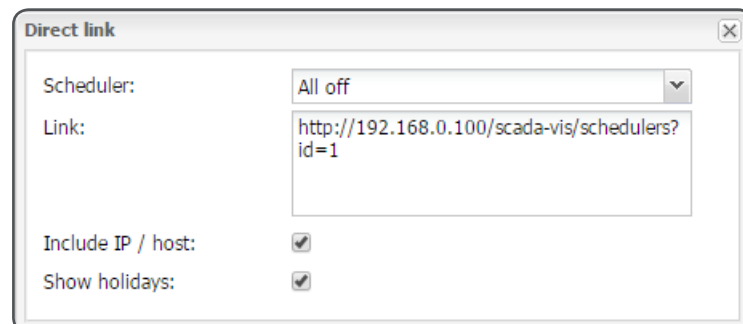 Direct link
Scheduler: All off
Link: http://192.168.0.100/scada-vis/schedulers?
id=1
Include IP / host:
Show holidays: